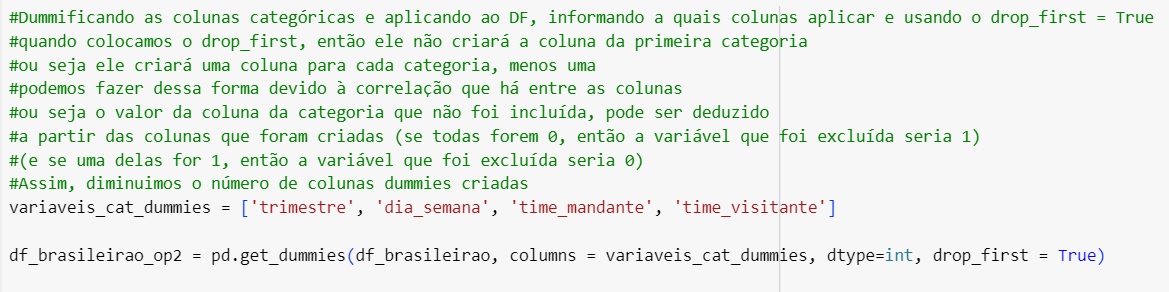 #Dummificando as colunas categóricas e aplicando ao DF, informando a quais colunas aplicar e usando o drop_first = True
#quando colocamos o drop_first, então ele não criará a coluna da primeira categoria
#ou seja ele criará uma coluna para cada categoria, menos uma
#podemos fazer dessa forma devido à correlação que há entre as colunas
#ou seja o valor da coluna da categoria que não foi incluída, pode ser deduzido
#a partir das colunas que foram criadas (se todas forem 0, então a variável que foi excluída seria 1)
#(e se uma delas for 1, então a variável que foi excluída seria 0)
#Assim, diminuimos o número de colunas dummies criadas
variaveis_cat_dummies = ['trimestre', 'dia_semana', 'time_mandante', 'time_visitante']
df_brasileirao_op2 = pd.get_dummies(df_brasileirao, columns = variaveis_cat_dummies, dtype=int, drop_first = True)